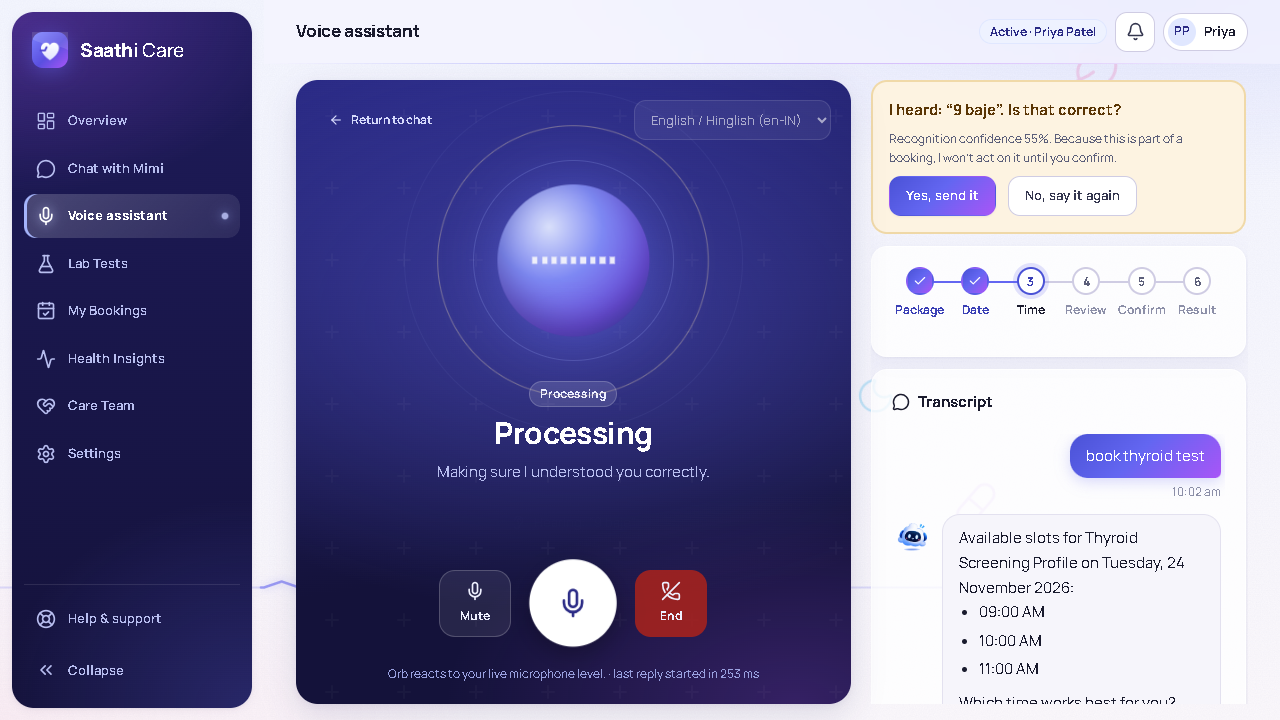 Saathi Care
Overview
Chat with Mimi
Voice assistant
Lab Tests
My Bookings
Health Insights
Care Team
Settings
Help & support
Collapse
Voice assistant
Active · Priya Patel
PP
Priya
Return to chat
English / Hinglish (en-IN)
Processing
Processing
Making sure I understood you correctly.
Mute
End
Orb reacts to your live microphone level. · last reply started in 253 ms
I heard: “9 baje”. Is that correct?
Recognition confidence 55%. Because this is part of a
booking, I won't act on it until you confirm.
Yes, send it
No, say it again
3
4
5
6
Package
Date
Time
Review
Confirm
Result
Transcript
book thyroid test
10:02 am
Available slots for Thyroid
Screening Profile on Tuesday, 24
November 2026:
• 09:00 AM
• 10:00 AM
• 11:00 AM
Which time works best for you?